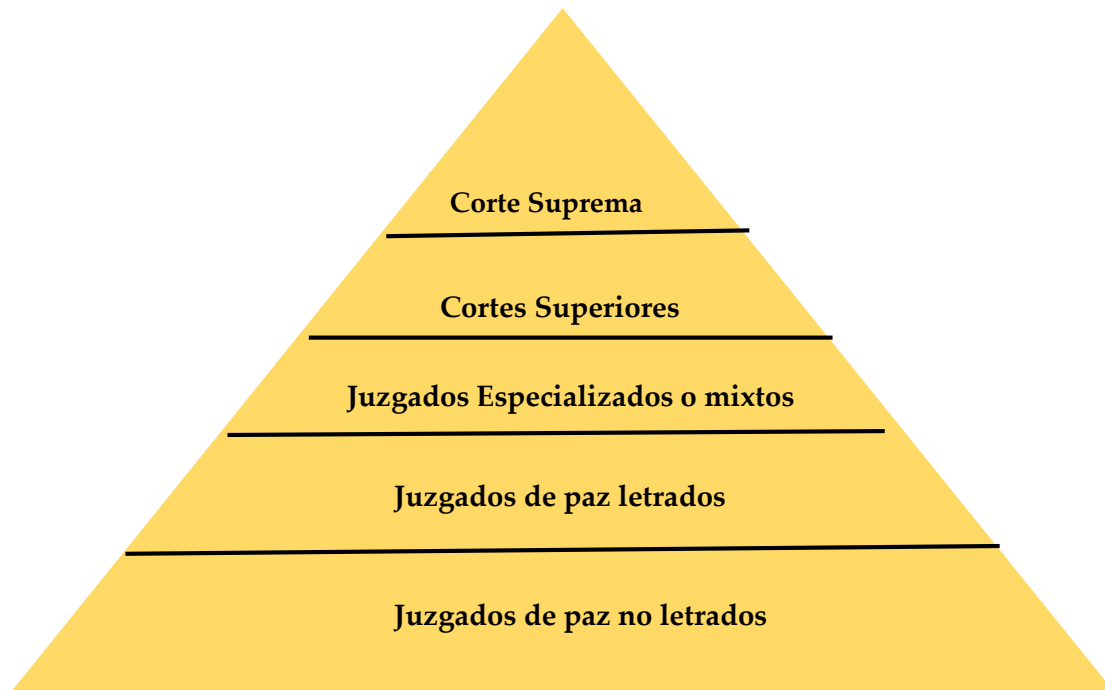 Corte Suprema
Cortes Superiores
Juzgados Especializados o mixtos
Juzgados de paz letrados
Juzgados de paz no letrados